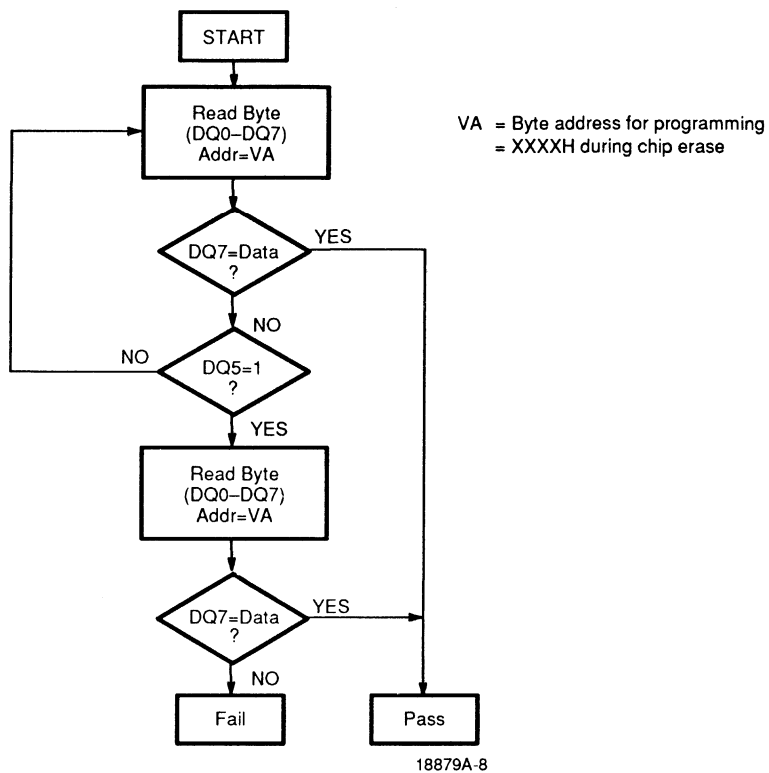 START
Read Byte
(DQ0–DQ7)
Addr=VA
VA = Byte address for programming
= XXXXH during chip erase
DQ7=Data
?
YES
NO
DQ5=1
?
NO
YES
Read Byte
(DQ0–DQ7)
Addr=VA
DQ7=Data
?
YES
NO
Fail
Pass
18879A-8